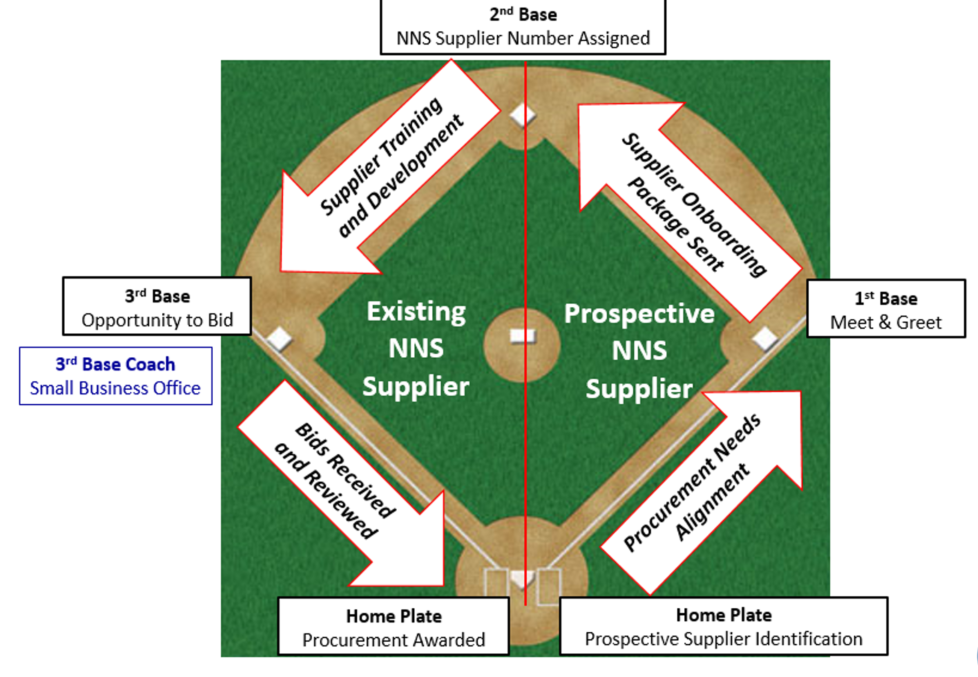 2nd Base
NNS Supplier Number Assigned
Supplier Training
and Development
Supplier Onboarding
Package Sent
3rd Base
Opportunity to Bid
1st Base
Meet & Greet
Existing
NNS
Supplier
Prospective
NNS
Supplier
3rd Base Coach
Small Business Office
Bids Received
and Reviewed
Procurement Needs
Alignment
Home Plate
Procurement Awarded
Home Plate
Prospective Supplier Identification